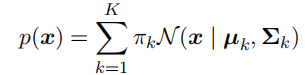 p(𝒙) = ∑_{k=1}^{K} π_k 𝒩(𝒙 | 𝝁_k, 𝚺_k)